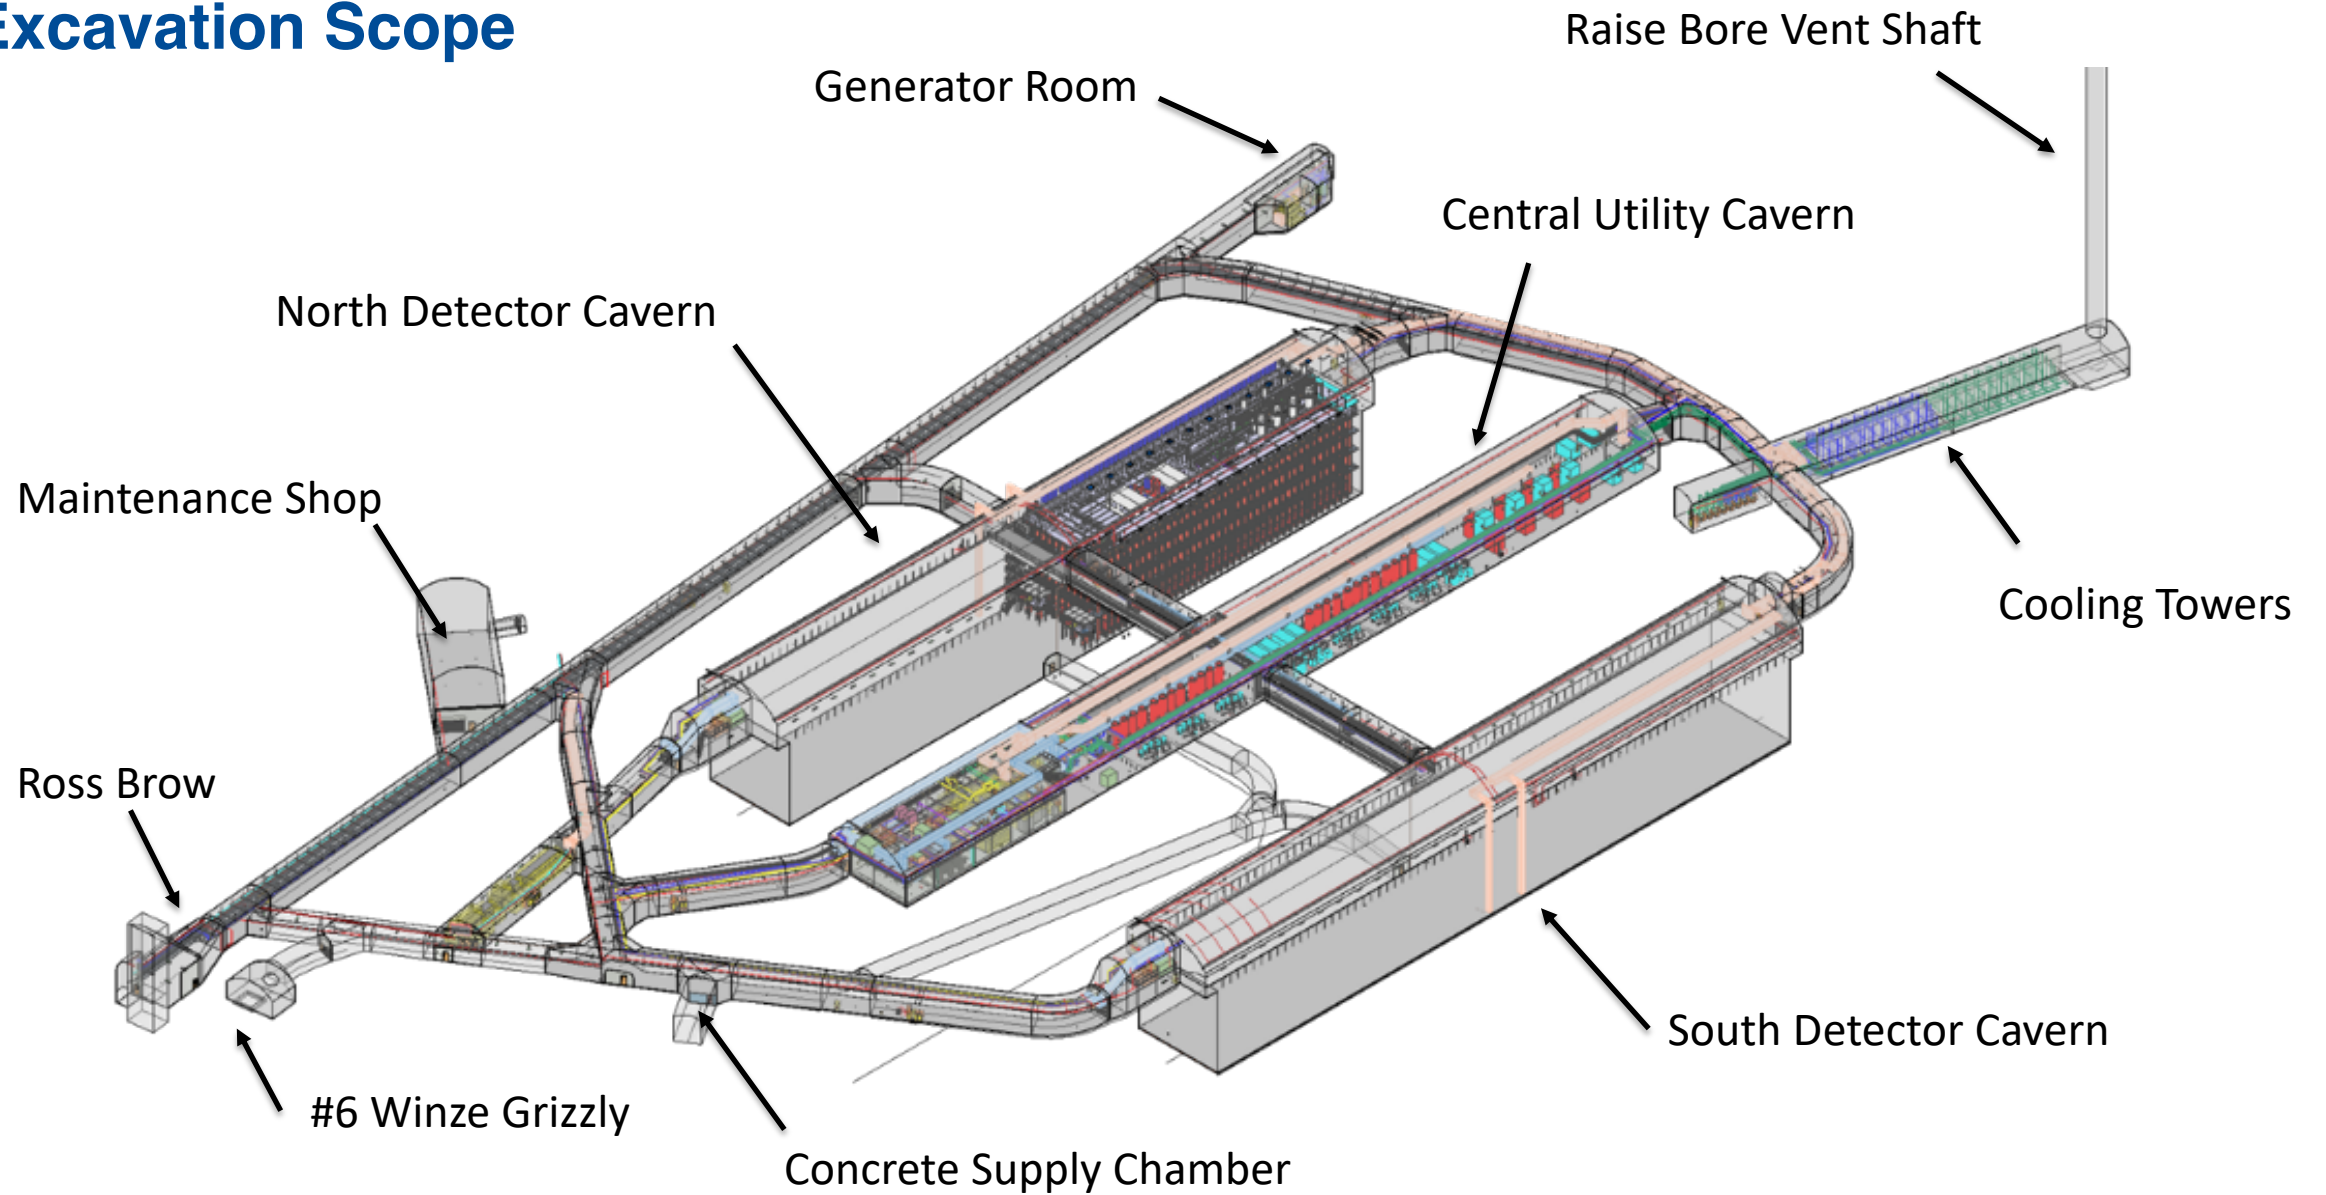 Excavation Scope
Raise Bore Vent Shaft
Generator Room
Central Utility Cavern
North Detector Cavern
Maintenance Shop
Cooling Towers
Ross Brow
South Detector Cavern
#6 Winze Grizzly
Concrete Supply Chamber